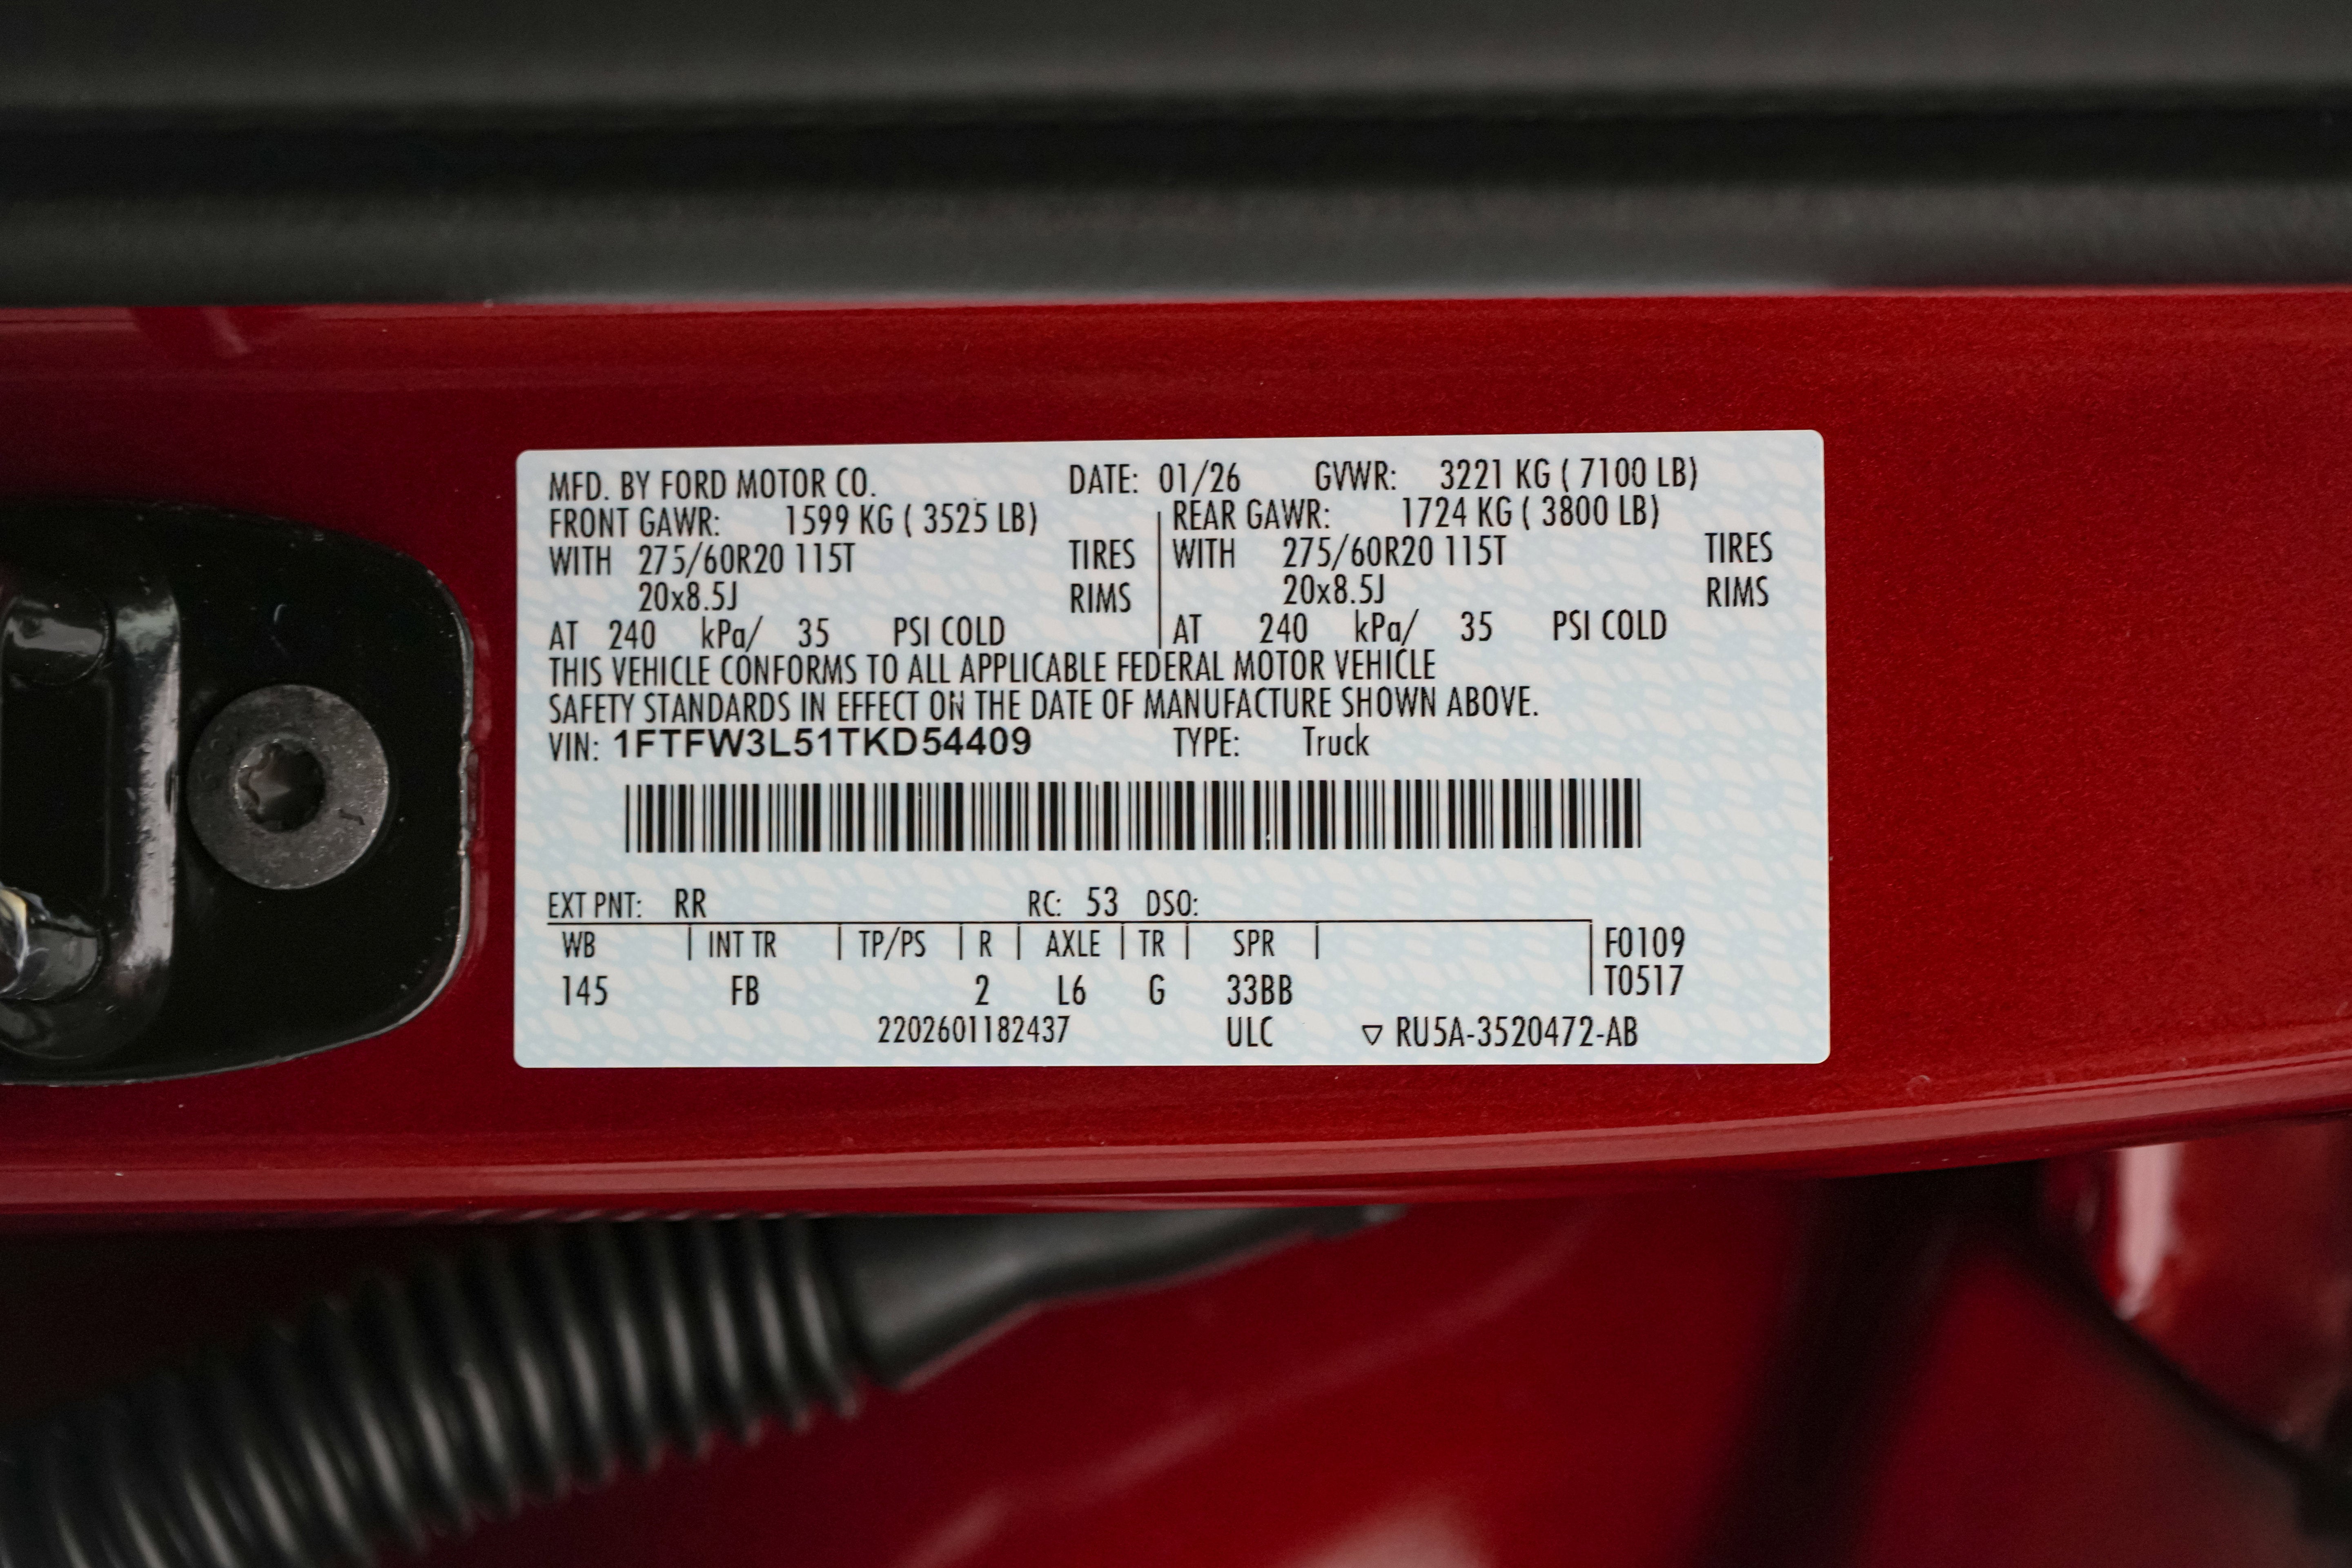 MFD. BY FORD MOTOR CO. DATE: 01/26 GVWR: 3221 KG ( 7100 LB)
FRONT GAWR: 1599 KG ( 3525 LB) REAR GAWR: 1724 KG ( 3800 LB)
WITH 275/60R20 115T TIRES WITH 275/60R20 115T TIRES
20x8.5J RIMS 20x8.5J RIMS
AT 240 kPa/ 35 PSI COLD AT 240 kPa/ 35 PSI COLD
THIS VEHICLE CONFORMS TO ALL APPLICABLE FEDERAL MOTOR VEHICLE
SAFETY STANDARDS IN EFFECT ON THE DATE OF MANUFACTURE SHOWN ABOVE.
VIN: 1FTFW3L51TKD54409 TYPE: Truck
EXT PNT: RR RC: 53 DSO:
WB INT TR TP/PS R AXLE TR SPR F0109
145 FB 2 L6 G 33BB T0517
2202601182437 ULC ▽ RU5A-3520472-AB